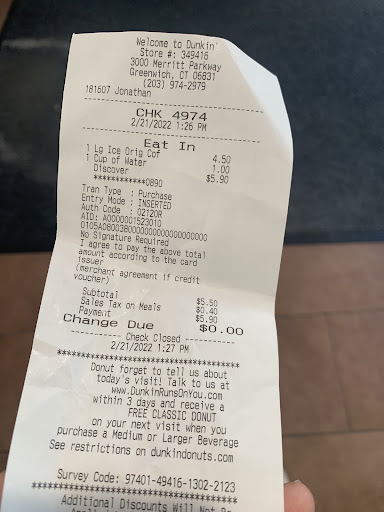 Welcome to Dunkin'
Store #: 349416
3000 Merritt Parkway
Greenwich, CT 06831
(203) 974-2979
181607 Jonathan
CHK 4974
2/21/2022 1:26 PM
Eat In
1 Lg Ice Orig Cof 4.50
1 Cup of Water 1.00
Discover $5.90
************0890
Tran Type : Purchase
Entry Mode : INSERTED
Auth Code : 02120R
AID: A0000001523010
0105A08003800000000000000000000
No Signature Required
I agree to pay the above total
amount according to the card
issuer
(merchant agreement if credit
voucher)
Subtotal $5.50
Sales Tax on Meals $0.40
Payment $5.90
Change Due $0.00
---------- Check Closed ----------
2/21/2022 1:27 PM
************************************
Donut forget to tell us about
today's visit! Talk to us at
www.DunkinRunsOnYou.com
within 3 days and receive a
FREE CLASSIC DONUT
on your next visit when you
purchase a Medium or Larger Beverage
See restrictions on dunkindonuts.com
Survey Code: 97401-49416-1302-2123
************************************
Additional Discounts Will Not